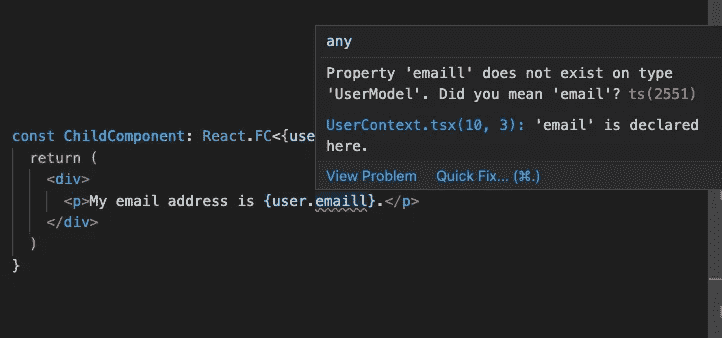 any
Property 'emaill' does not exist on type
'UserModel'. Did you mean 'email'? ts(2551)
UserContext.tsx(10, 3): 'email' is declared
here.
View Problem Quick Fix... (⌘.)
const ChildComponent: React.FC<{use
return (
<div>
<p>My email address is {user.emaill}.</p>
</div>
)
}